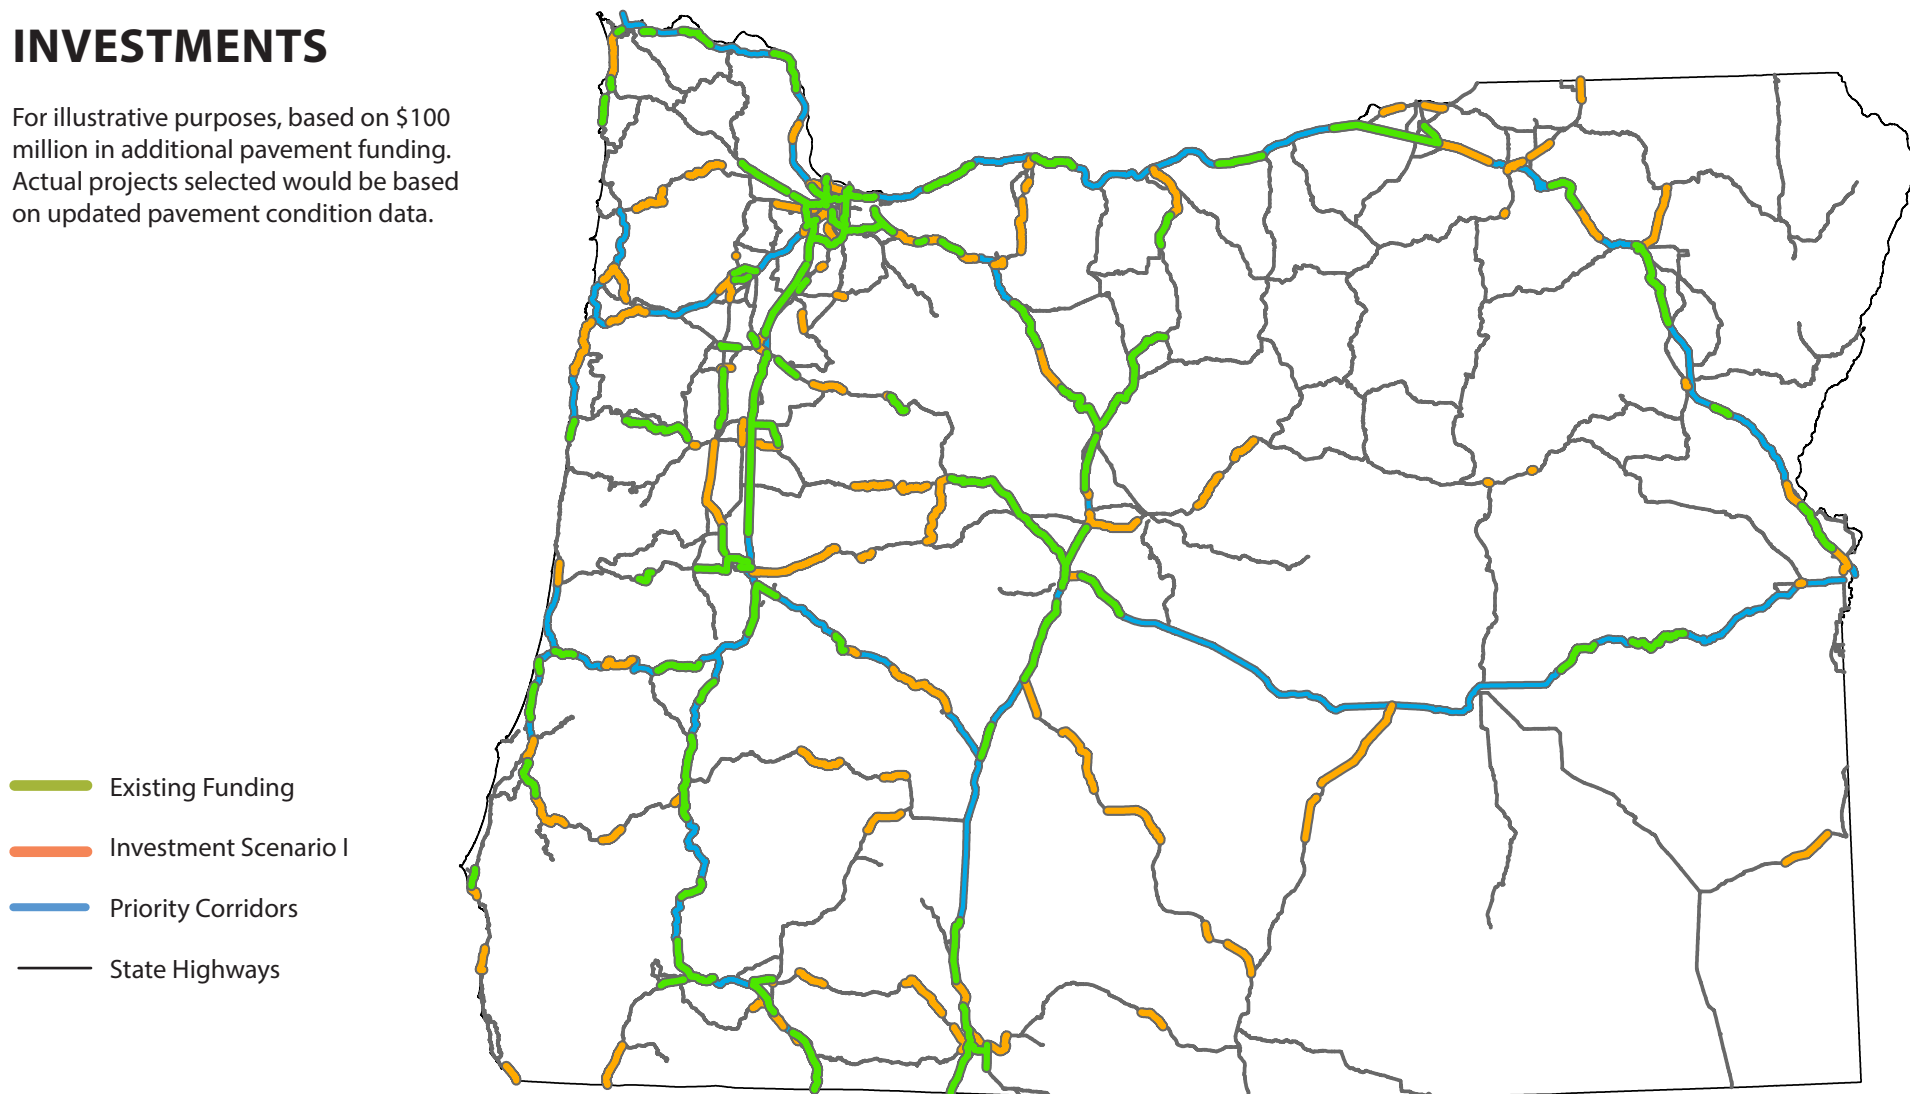 INVESTMENTS
For illustrative purposes, based on $100
million in additional pavement funding.
Actual projects selected would be based
on updated pavement condition data.
Existing Funding
Investment Scenario I
Priority Corridors
State Highways